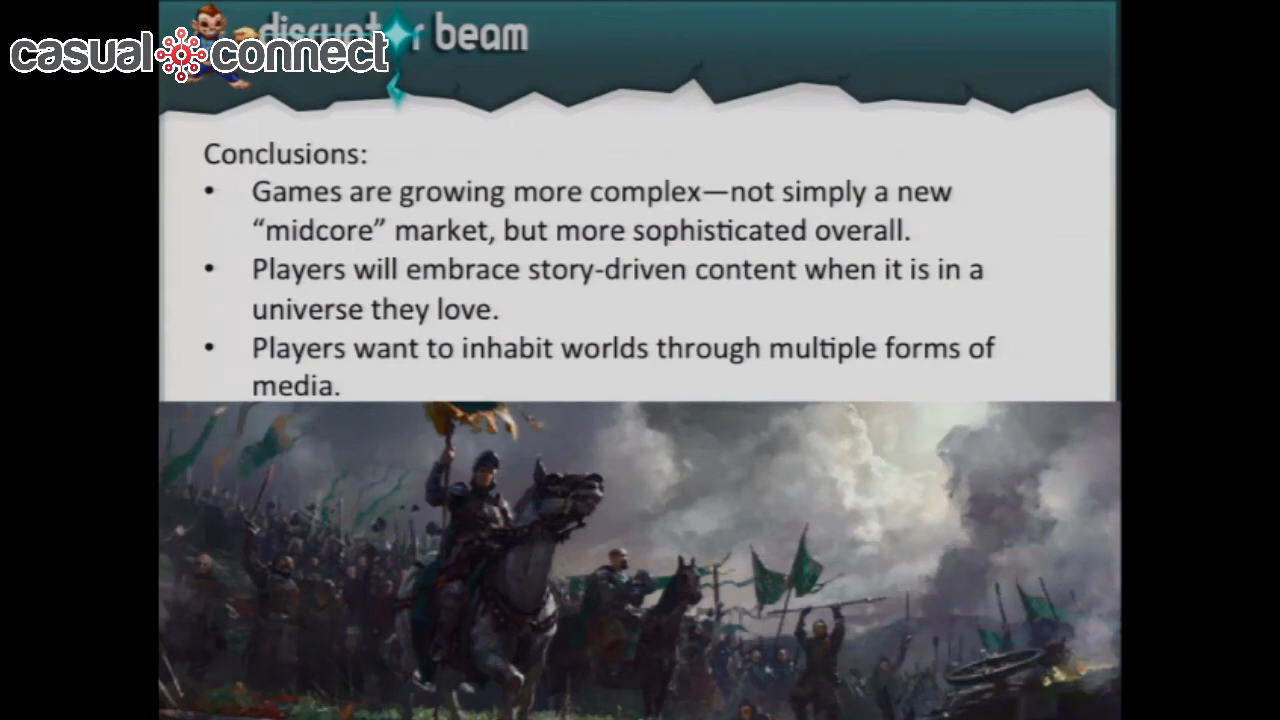 disruptor beam
casual connect
Conclusions:
• Games are growing more complex—not simply a new
“midcore” market, but more sophisticated overall.
• Players will embrace story-driven content when it is in a
universe they love.
• Players want to inhabit worlds through multiple forms of
media.